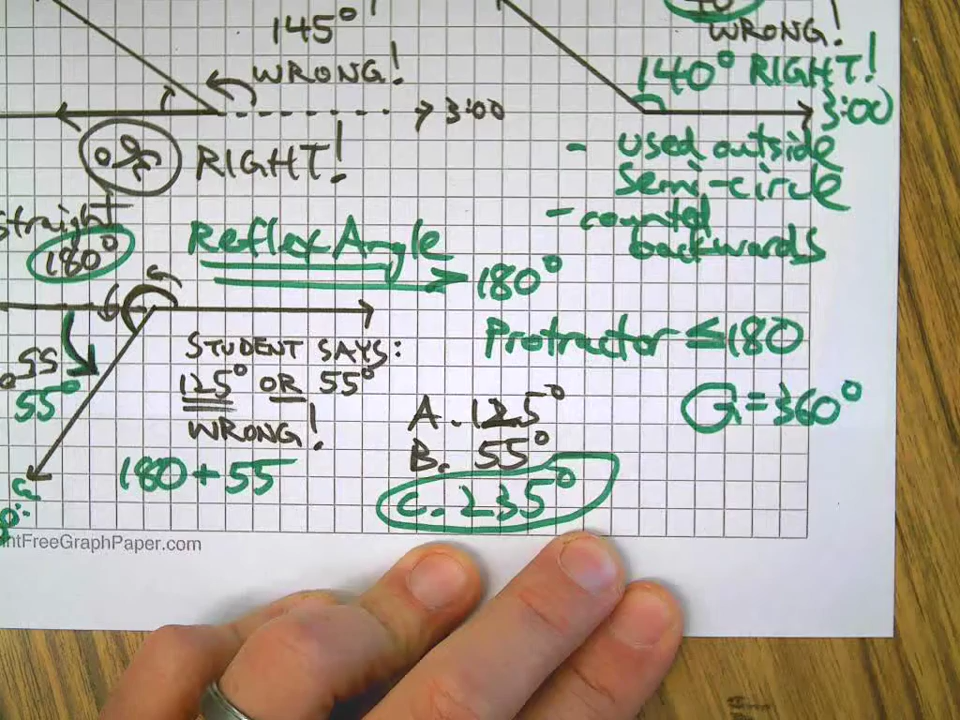 145°
WRONG!
3:00
RIGHT!
WRONG!
140° RIGHT!
3:00
- used outside
semi-circle
- counted
backwards
straight
180°
Reflex Angle
> 180°
Protractor ≤ 180
= 360°
55
55°
STUDENT SAYS:
125° OR 55°
WRONG!
180 + 55
A. 125°
B. 55°
C. 235°
ntFreeGraphPaper.com